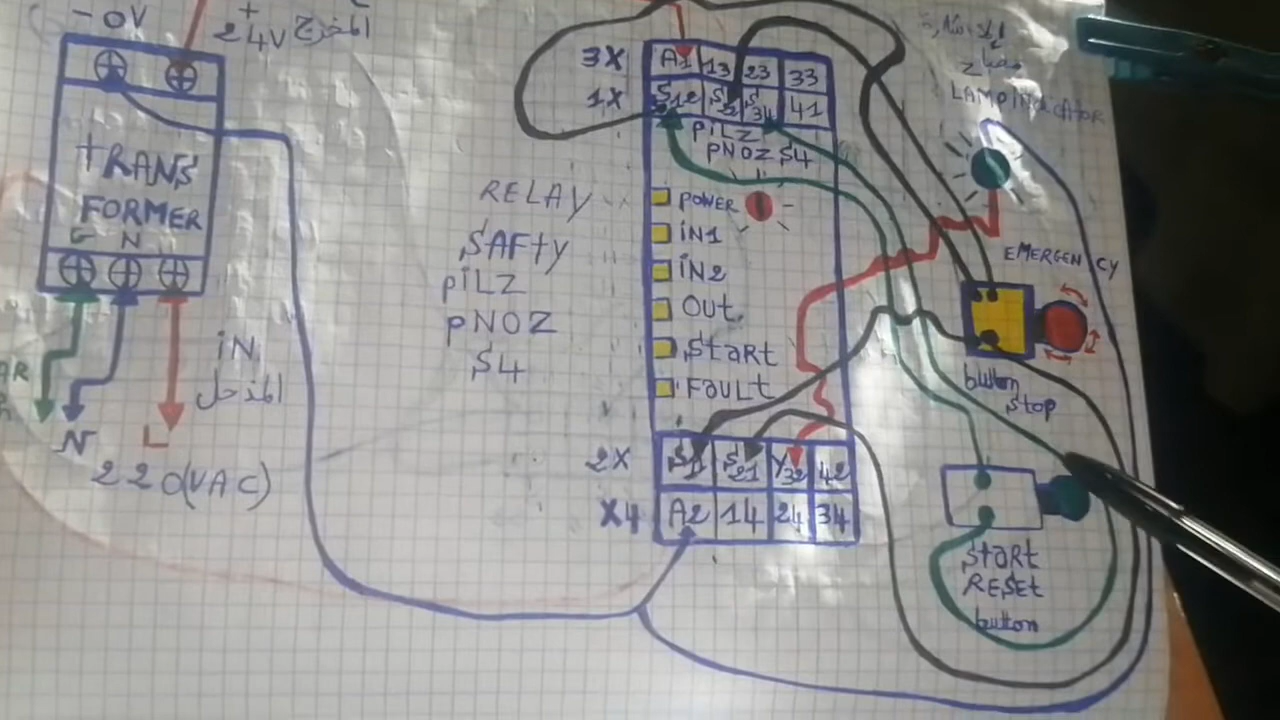 - 0V
+
24V المخرج
TRANS
FORMER
G N
iN
المدخل
N
L
220(VAC)
RELAY
SAFty
PILZ
PNOZ
S4
3X
A1 13 23 33
1X
S12 S34 41
PILZ
PNOZ S4
POWER
iN1
iN2
Out
Start
FAULt
2X
S11 S21 Y32 42
X4
A2 14 24 34
LAMP iNdicAtoR
EMERGENCY
button
Stop
StaRt
RESEt
button